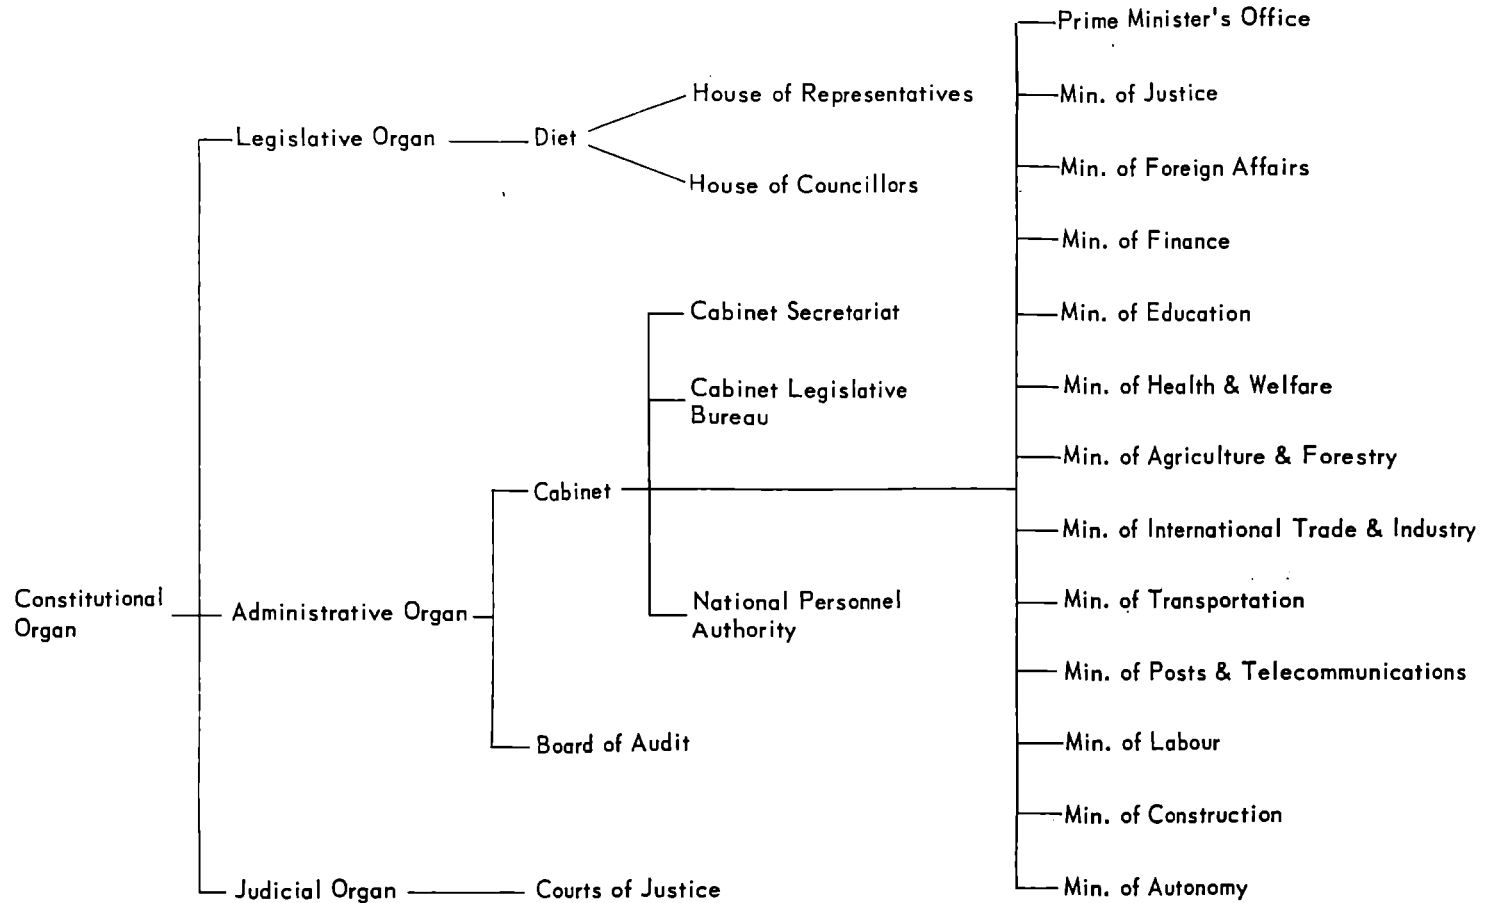 Constitutional
Organ
Legislative Organ
Diet
House of Representatives
House of Councillors
Administrative Organ
Cabinet
Cabinet Secretariat
Cabinet Legislative
Bureau
National Personnel
Authority
Prime Minister's Office
Min. of Justice
Min. of Foreign Affairs
Min. of Finance
Min. of Education
Min. of Health & Welfare
Min. of Agriculture & Forestry
Min. of International Trade & Industry
Min. of Transportation
Min. of Posts & Telecommunications
Min. of Labour
Min. of Construction
Min. of Autonomy
Board of Audit
Judicial Organ
Courts of Justice